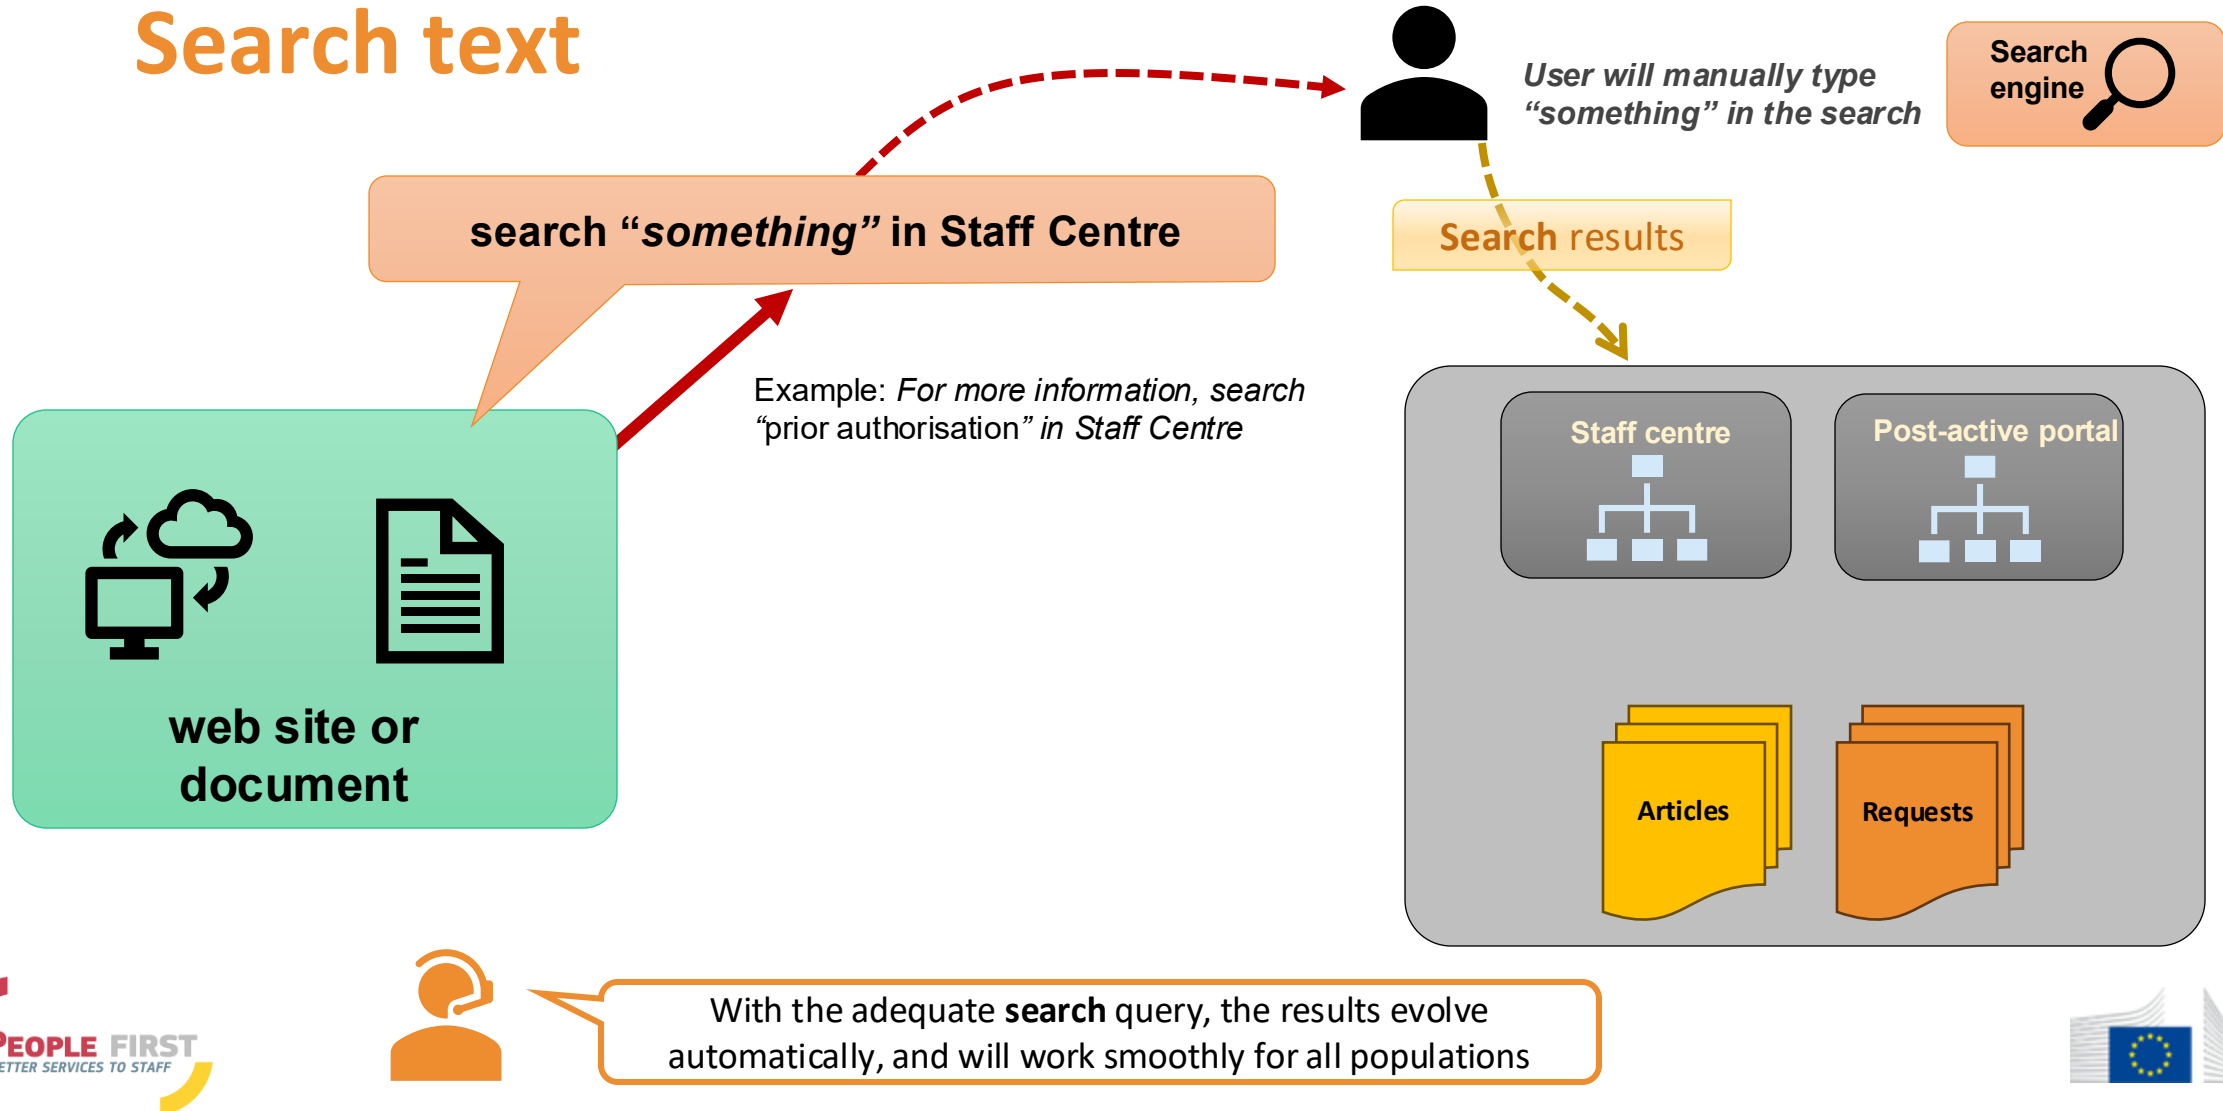 Search text
User will manually type
“something” in the search
Search
engine
search “something” in Staff Centre
Search results
Example: For more information, search
“prior authorisation” in Staff Centre
Staff centre
Post-active portal
web site or
document
Articles
Requests
With the adequate search query, the results evolve
automatically, and will work smoothly for all populations
PEOPLE FIRST
ETTER SERVICES TO STAFF